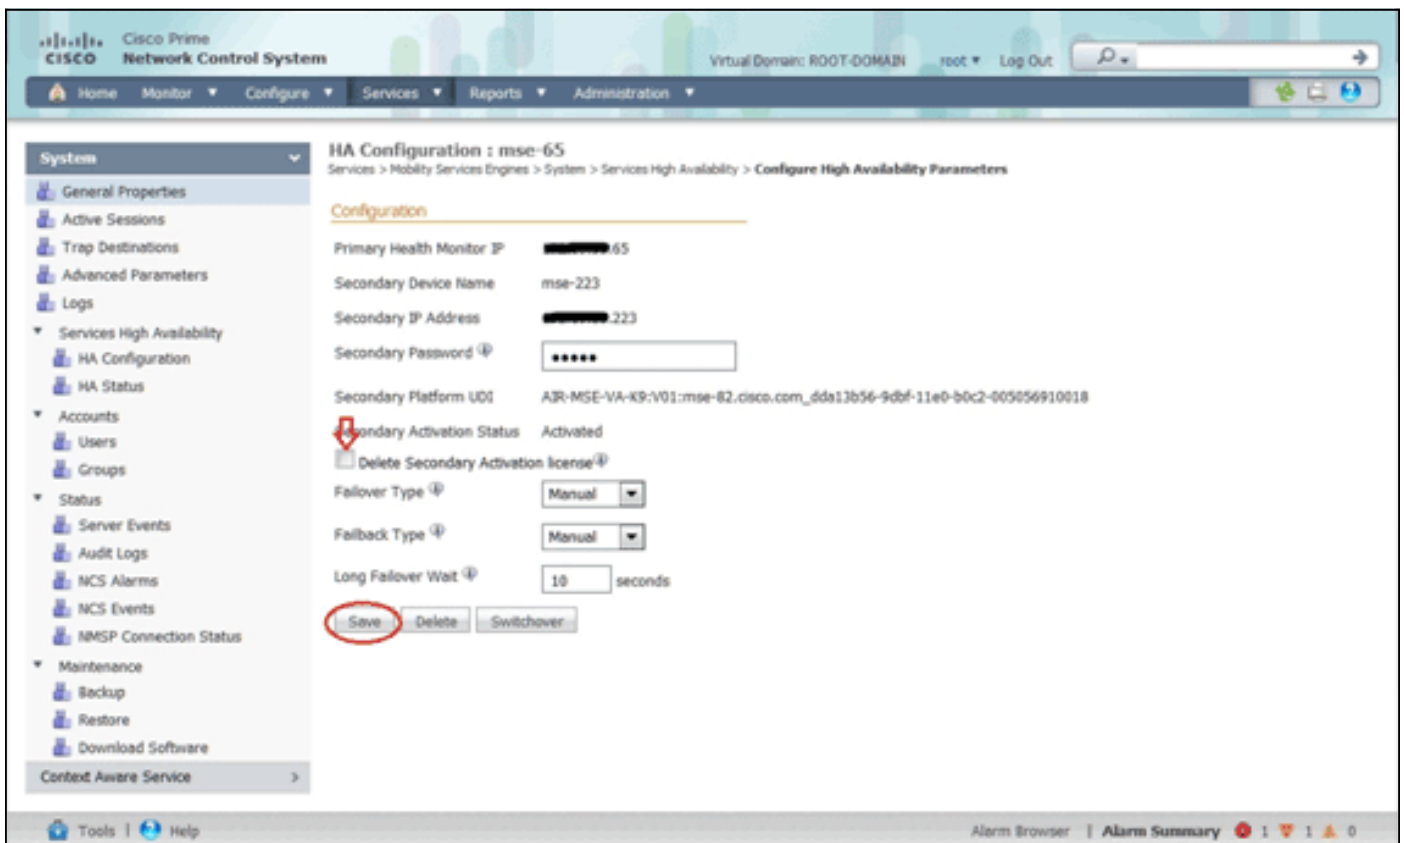 Cisco Prime
CISCO Network Control System
Virtual Domain: ROOT-DOMAIN root Log Out
Home Monitor Configure Services Reports Administration
System
General Properties
Active Sessions
Trap Destinations
Advanced Parameters
Logs
Services High Availability
HA Configuration
HA Status
Accounts
Users
Groups
Status
Server Events
Audit Logs
NCS Alarms
NCS Events
NMSP Connection Status
Maintenance
Backup
Restore
Download Software
Context Aware Service
HA Configuration : mse-65
Services > Mobility Services Engines > System > Services High Availability > Configure High Availability Parameters
Configuration
Primary Health Monitor IP .65
Secondary Device Name mse-223
Secondary IP Address .223
Secondary Password •••••
Secondary Platform UDI AIR-MSE-VA-K9:V01:mse-82.cisco.com_dda13b56-9dbf-11e0-b0c2-005056910018
Secondary Activation Status Activated
Delete Secondary Activation license
Failover Type Manual
Failback Type Manual
Long Failover Wait 10 seconds
Save Delete Switchover
Tools | Help
Alarm Browser | Alarm Summary 1 1 0